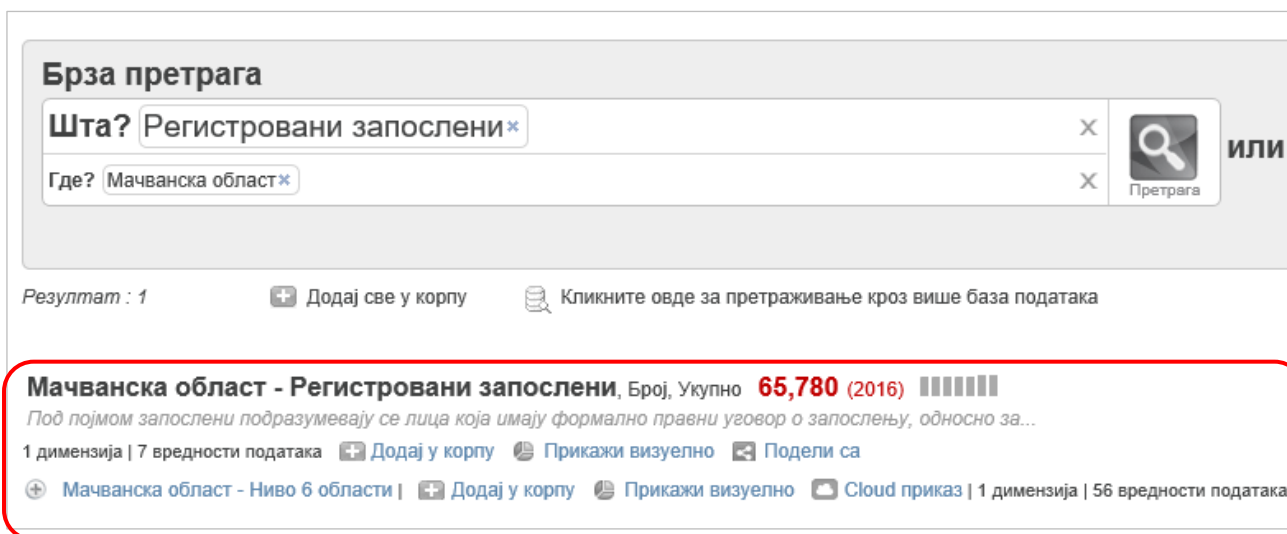 Брза претрага
Шта? Регистровани запослени× x
Где? Мачванска област× x
Претрага
или
Резултат : 1 Додај све у корпу Кликните овде за претраживање кроз више база података
Мачванска област - Регистровани запослени, Број, Укупно 65,780 (2016)
Под појмом запослени подразумевају се лица која имају формално правни уговор о запослењу, односно за...
1 димензија | 7 вредности података Додај у корпу Прикажи визуелно Подели са
Мачванска област - Ниво 6 области | Додај у корпу Прикажи визуелно Cloud приказ | 1 димензија | 56 вредности података